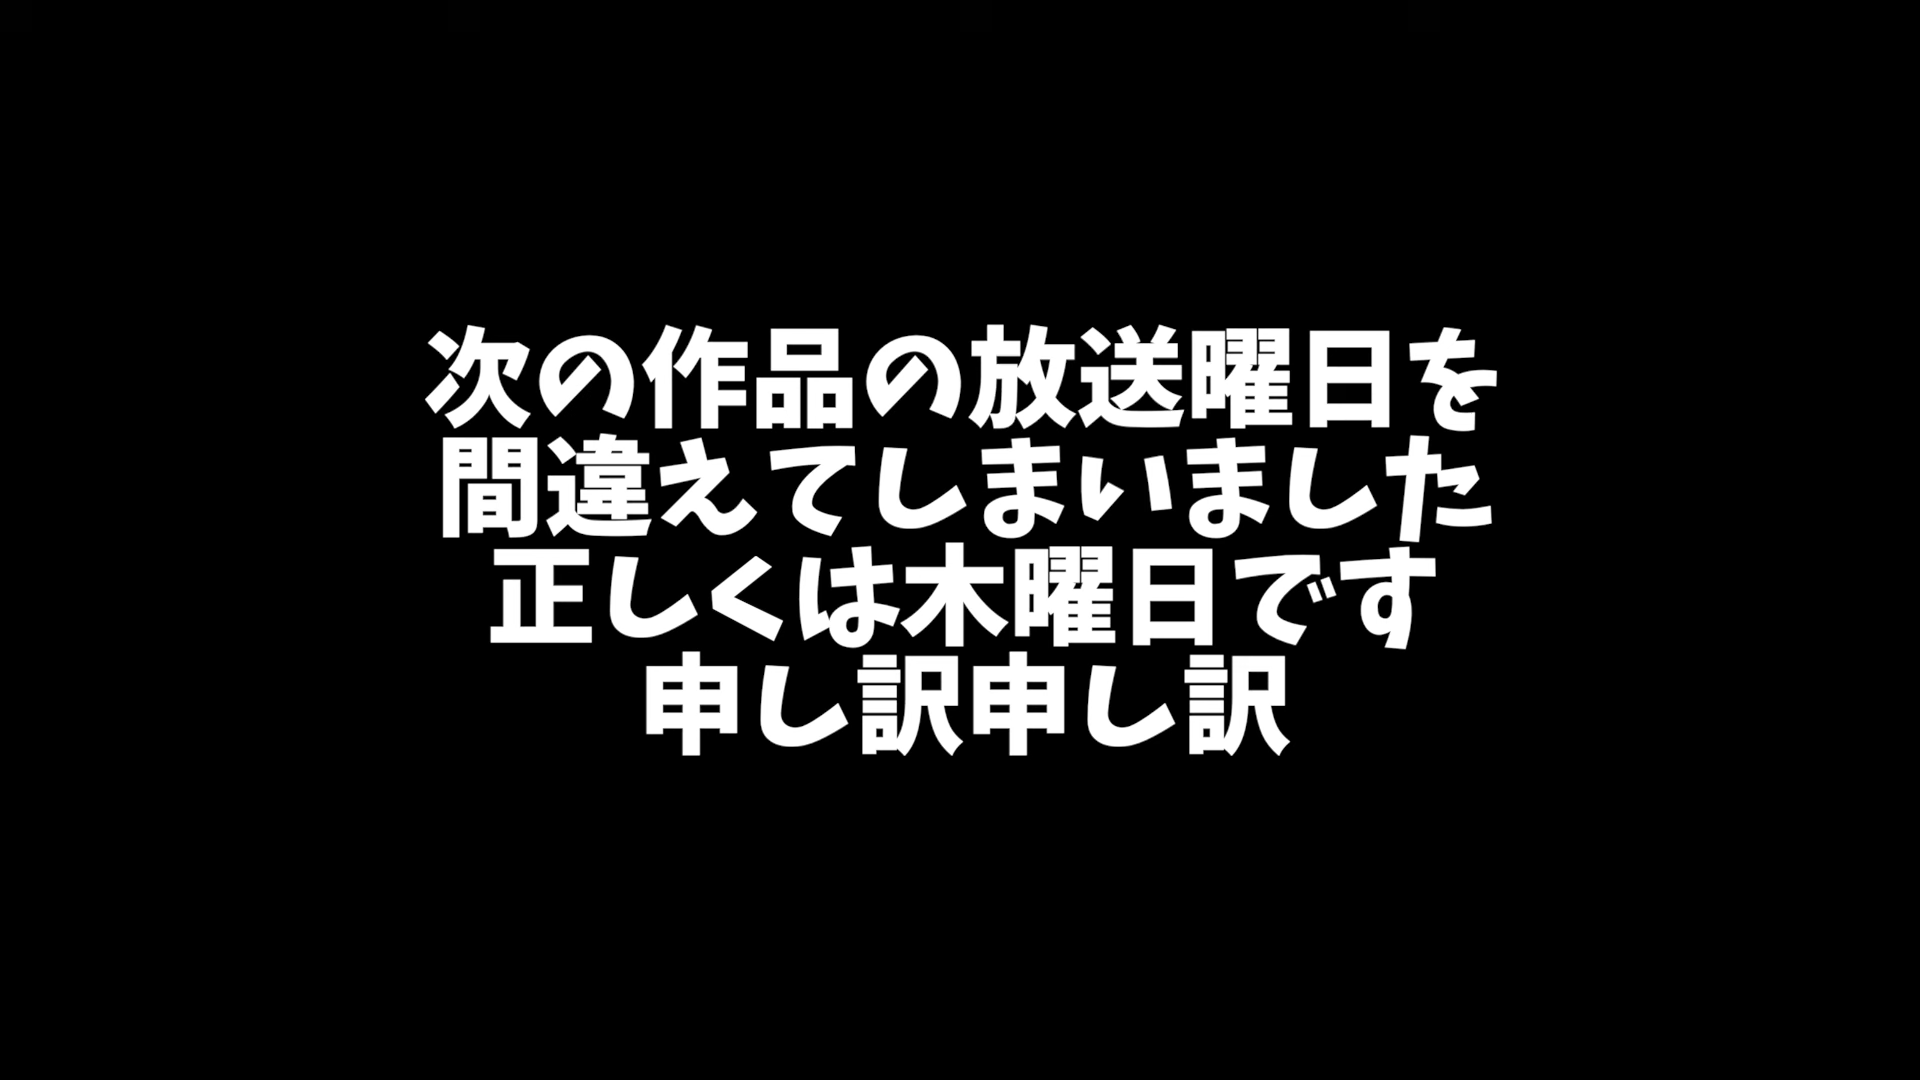 次の作品の放送曜日を
間違えてしまいました
正しくは木曜日です
申し訳申し訳